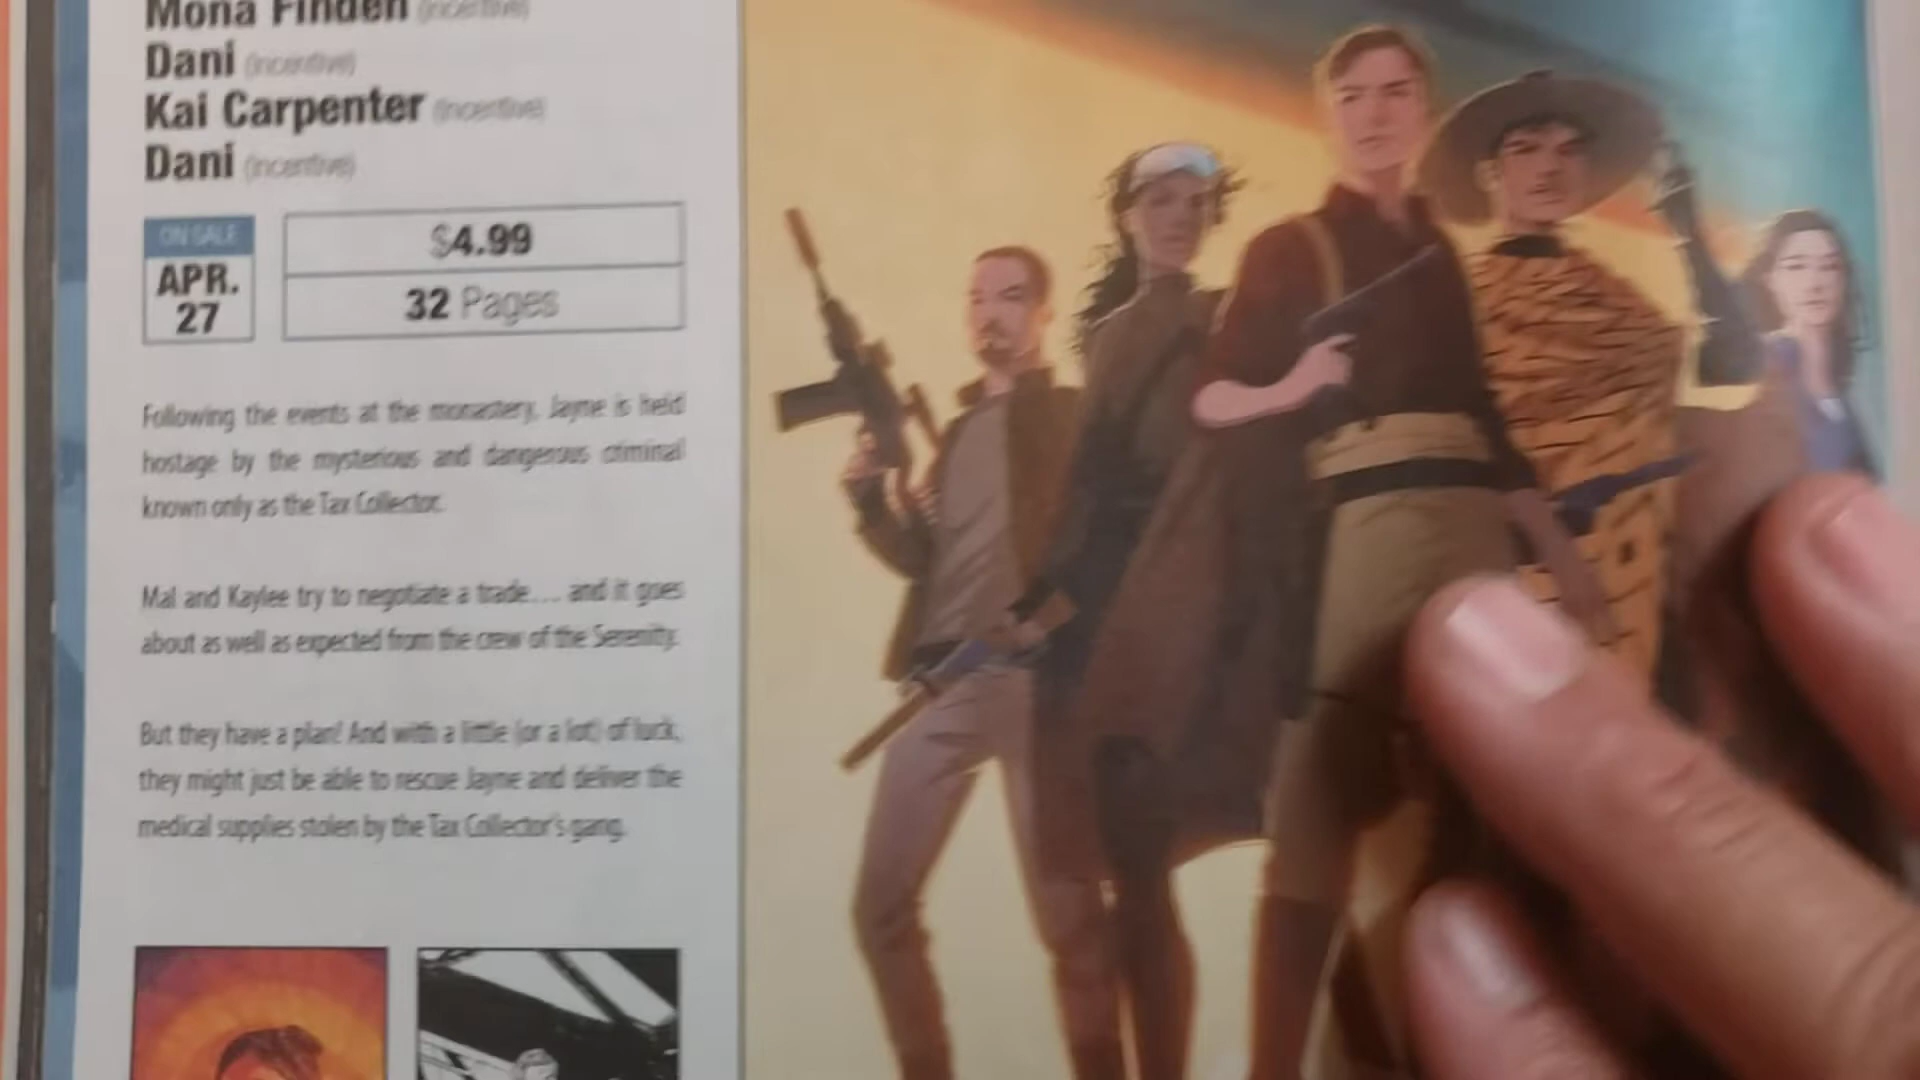 Mona Finden (incentive)
Dani (incentive)
Kai Carpenter (incentive)
Dani (incentive)
ON SALE
APR.
27
$4.99
32 Pages
Following the events at the monastery, Jayne is held
hostage by the mysterious and dangerous criminal
known only as the Tax Collector.
Mal and Kaylee try to negotiate a trade... and it goes
about as well as expected from the crew of the Serenity.
But they have a plan! And with a little (or a lot) of luck,
they might just be able to rescue Jayne and deliver the
medical supplies stolen by the Tax Collector's gang.